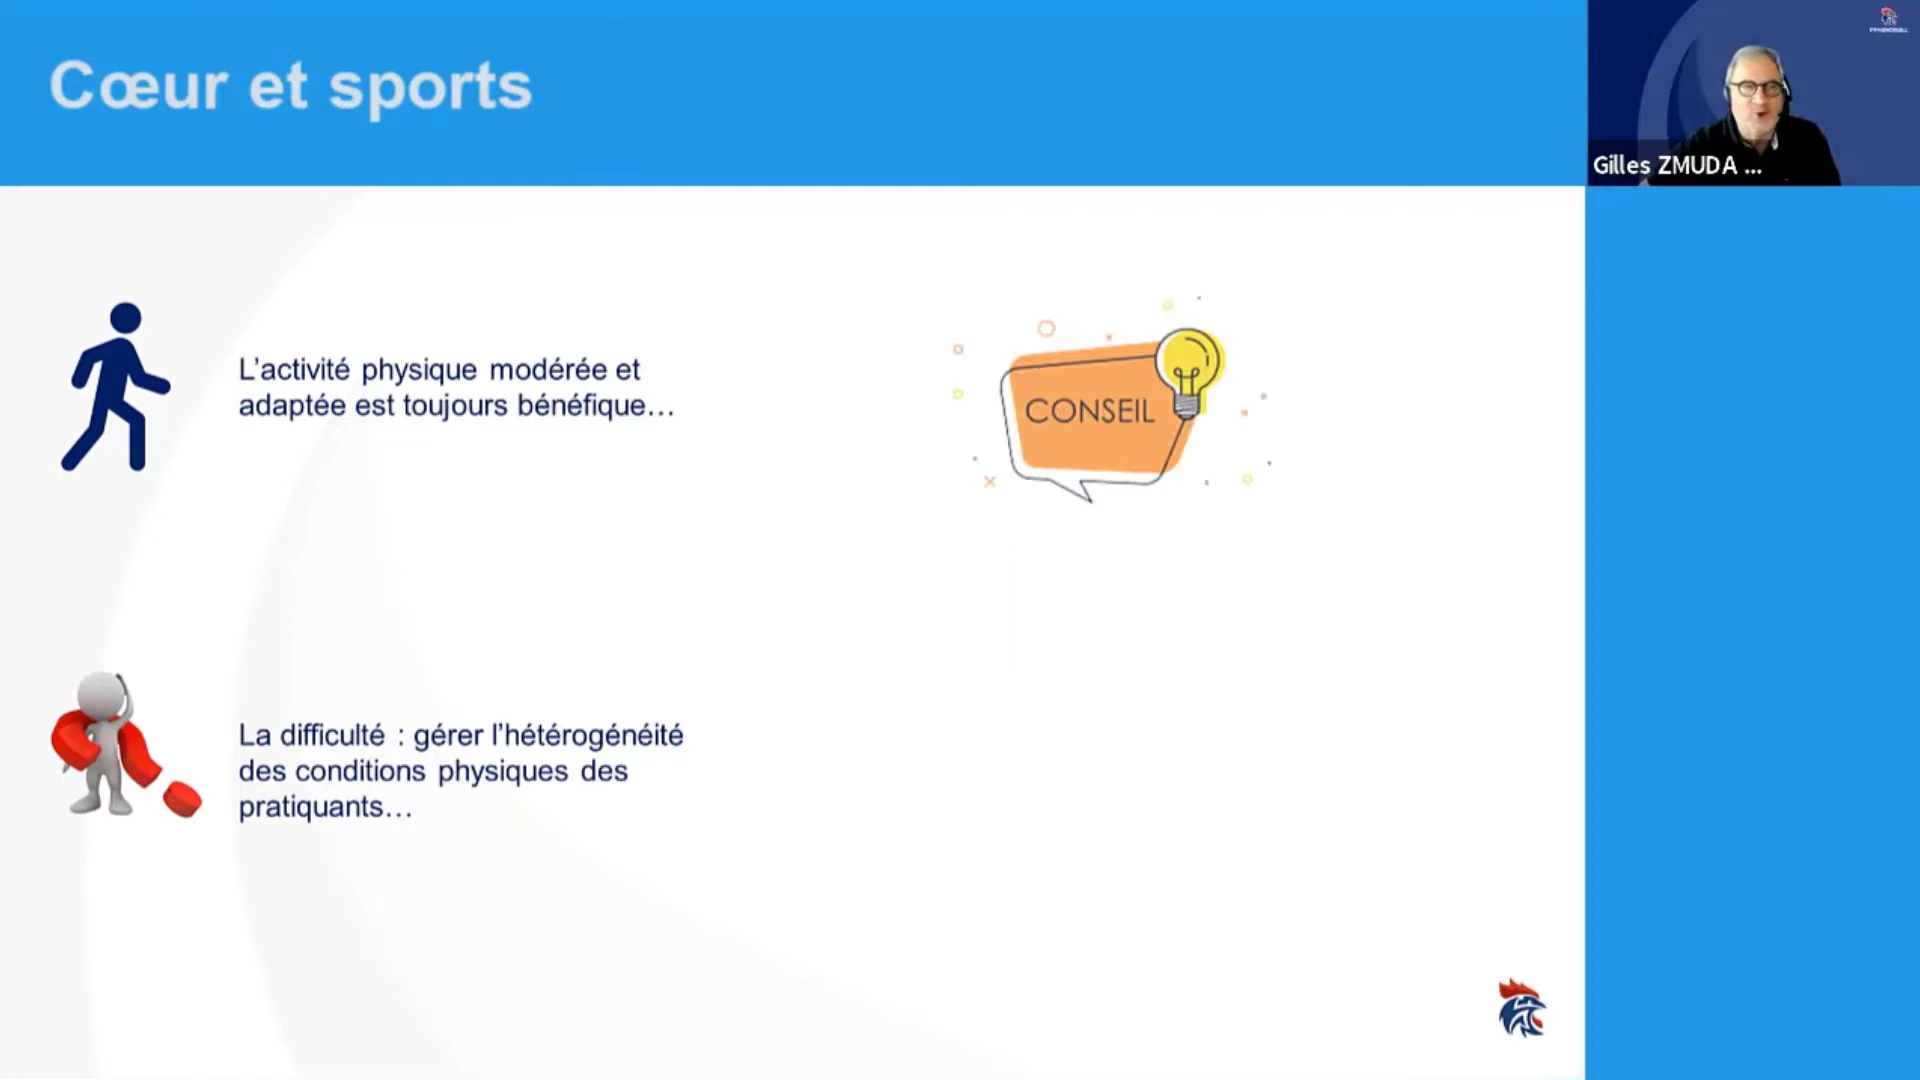 Cœur et sports
Gilles ZMUDA ...
L’activité physique modérée et
adaptée est toujours bénéfique…
CONSEIL
La difficulté : gérer l’hétérogénéité
des conditions physiques des
pratiquants…